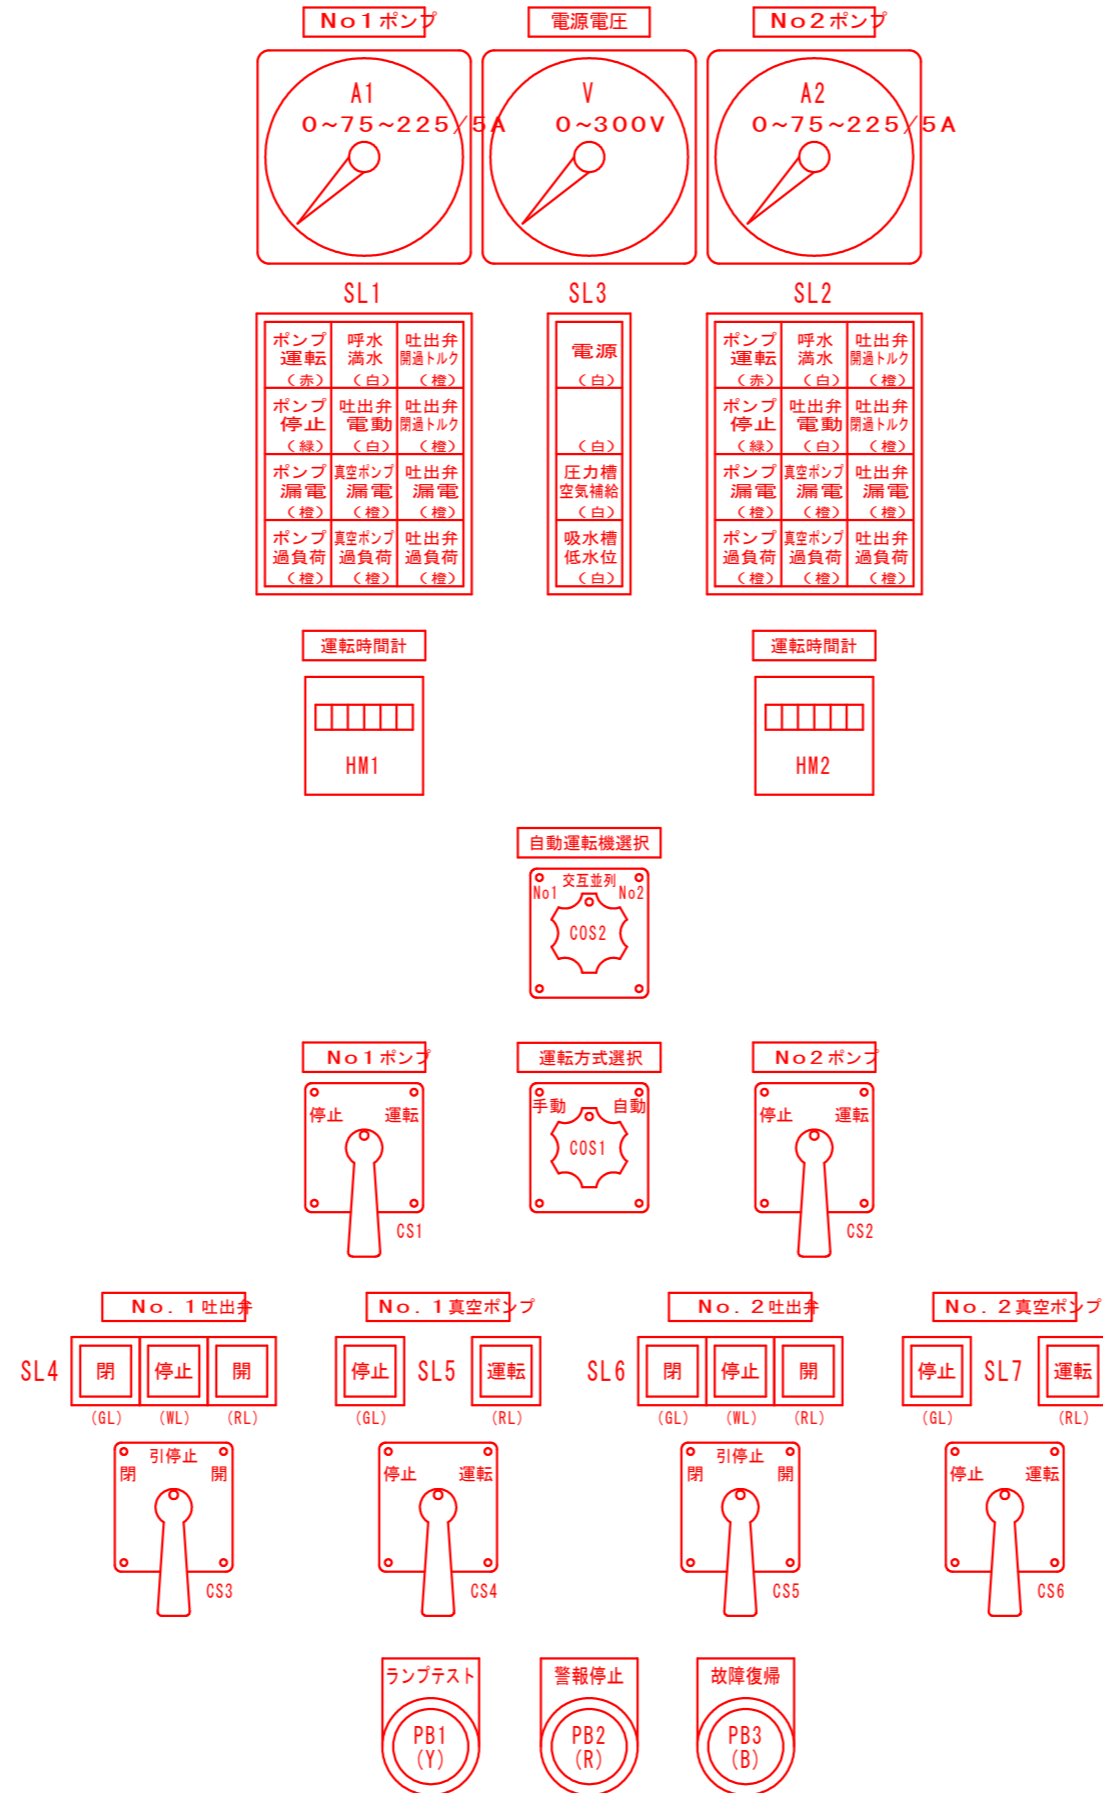 No1ポンプ
電源電圧
No2ポンプ
A1
0~75~225/5A
V
0~300V
A2
0~75~225/5A
SL1
SL3
SL2
ポンプ 呼水 吐出弁
運転 満水 開過トルク
(赤) (白) (橙)
ポンプ 吐出弁 吐出弁
停止 電動 閉過トルク
(緑) (白) (橙)
ポンプ 真空ポンプ 吐出弁
漏電 漏電 漏電
(橙) (橙) (橙)
ポンプ 真空ポンプ 吐出弁
過負荷 過負荷 過負荷
(橙) (橙) (橙)
電源
(白)
(白)
圧力槽
空気補給
(白)
吸水槽
低水位
(白)
ポンプ 呼水 吐出弁
運転 満水 開過トルク
(赤) (白) (橙)
ポンプ 吐出弁 吐出弁
停止 電動 閉過トルク
(緑) (白) (橙)
ポンプ 真空ポンプ 吐出弁
漏電 漏電 漏電
(橙) (橙) (橙)
ポンプ 真空ポンプ 吐出弁
過負荷 過負荷 過負荷
(橙) (橙) (橙)
運転時間計
HM1
運転時間計
HM2
自動運転機選択
交互並列
No1 No2
COS2
No1ポンプ
停止 運転
CS1
運転方式選択
手動 自動
COS1
No2ポンプ
停止 運転
CS2
No.1吐出弁
SL4 閉 停止 開
(GL) (WL) (RL)
引停止
閉 開
CS3
No.1真空ポンプ
停止 SL5 運転
(GL) (RL)
停止 運転
CS4
No.2吐出弁
SL6 閉 停止 開
(GL) (WL) (RL)
引停止
閉 開
CS5
No.2真空ポンプ
停止 SL7 運転
(GL) (RL)
停止 運転
CS6
ランプテスト
PB1
(Y)
警報停止
PB2
(R)
故障復帰
PB3
(B)